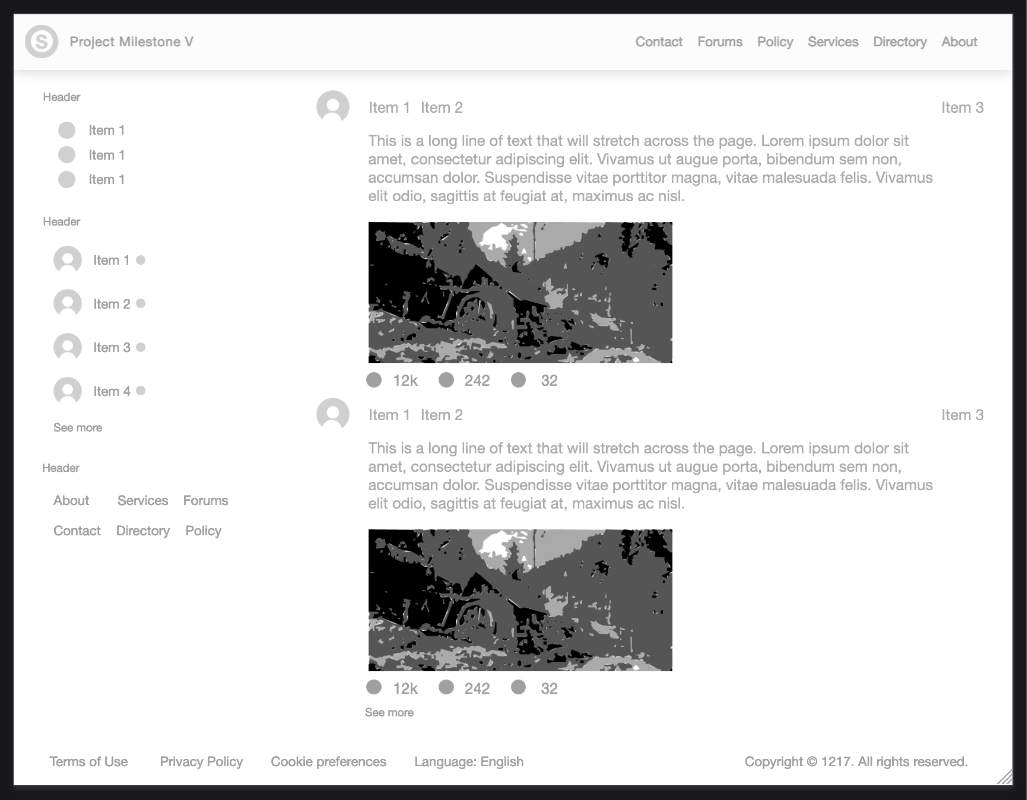 S Project Milestone V Contact Forums Policy Services Directory About
Header
Item 1
Item 1
Item 1
Header
Item 1
Item 2
Item 3
Item 4
See more
Header
About Services Forums
Contact Directory Policy
Item 1 Item 2 Item 3
This is a long line of text that will stretch across the page. Lorem ipsum dolor sit
amet, consectetur adipiscing elit. Vivamus ut augue porta, bibendum sem non,
accumsan dolor. Suspendisse vitae porttitor magna, vitae malesuada felis. Vivamus
elit odio, sagittis at feugiat at, maximus ac nisl.
12k 242 32
Item 1 Item 2 Item 3
This is a long line of text that will stretch across the page. Lorem ipsum dolor sit
amet, consectetur adipiscing elit. Vivamus ut augue porta, bibendum sem non,
accumsan dolor. Suspendisse vitae porttitor magna, vitae malesuada felis. Vivamus
elit odio, sagittis at feugiat at, maximus ac nisl.
12k 242 32
See more
Terms of Use Privacy Policy Cookie preferences Language: English Copyright © 1217. All rights reserved.